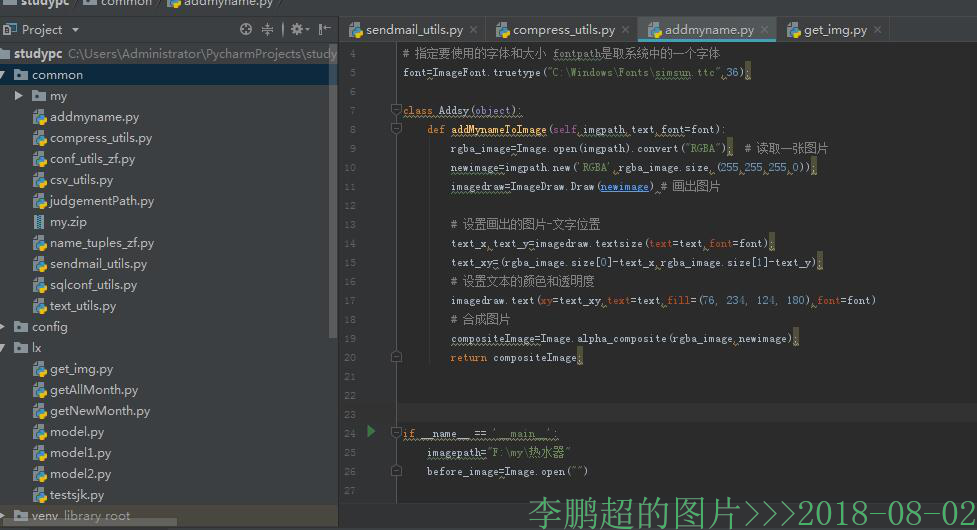 studypc common addmyname.py
Project
sendmail_utils.py compress_utils.py addmyname.py get_img.py
studypc C:\Users\Administrator\PycharmProjects\study
common
my
addmyname.py
compress_utils.py
conf_utils_zf.py
csv_utils.py
judgementPath.py
my.zip
name_tuples_zf.py
sendmail_utils.py
sqlconf_utils.py
text_utils.py
config
lx
get_img.py
getAllMonth.py
getNewMonth.py
model.py
model1.py
model2.py
testsjk.py
venv library root
4 # 指定要使用的字体和大小 fontpath是取系统中的一个字体
5 font=ImageFont.truetype("C:\Windows\Fonts\simsun.ttc",36);
6
7 class Addsy(object):
8 def addMynameToImage(self,imgpath,text,font=font):
9 rgba_image=Image.open(imgpath).convert("RGBA"); # 读取一张图片
10 newimage=imgpath.new('RGBA',rgba_image.size,(255,255,255,0));
11 imagedraw=ImageDraw.Draw(newimage) # 画出图片
12
13 # 设置画出的图片-文字位置
14 text_x,text_y=imagedraw.textsize(text=text,font=font);
15 text_xy=(rgba_image.size[0]-text_x,rgba_image.size[1]-text_y);
16 # 设置文本的颜色和透明度
17 imagedraw.text(xy=text_xy,text=text,fill=(76, 234, 124, 180),font=font)
18 # 合成图片
19 compositeImage=Image.alpha_composite(rgba_image,newimage);
20 return compositeImage;
21
22
23
24 if __name__ == '__main__':
25 imagepath="F:\my\热水器"
26 before_image=Image.open("")
27
李鹏超的图片>>>2018-08-02